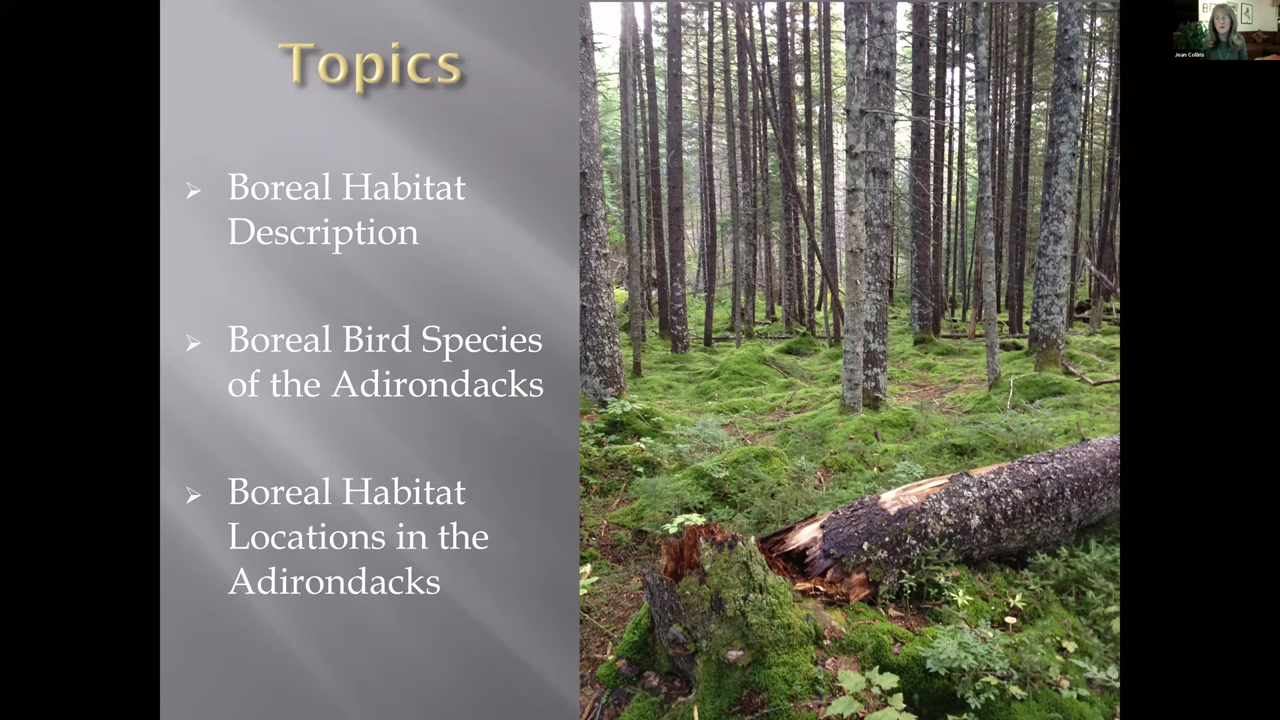 Topics
Boreal Habitat
Description
Boreal Bird Species
of the Adirondacks
Boreal Habitat
Locations in the
Adirondacks
Joan Collins